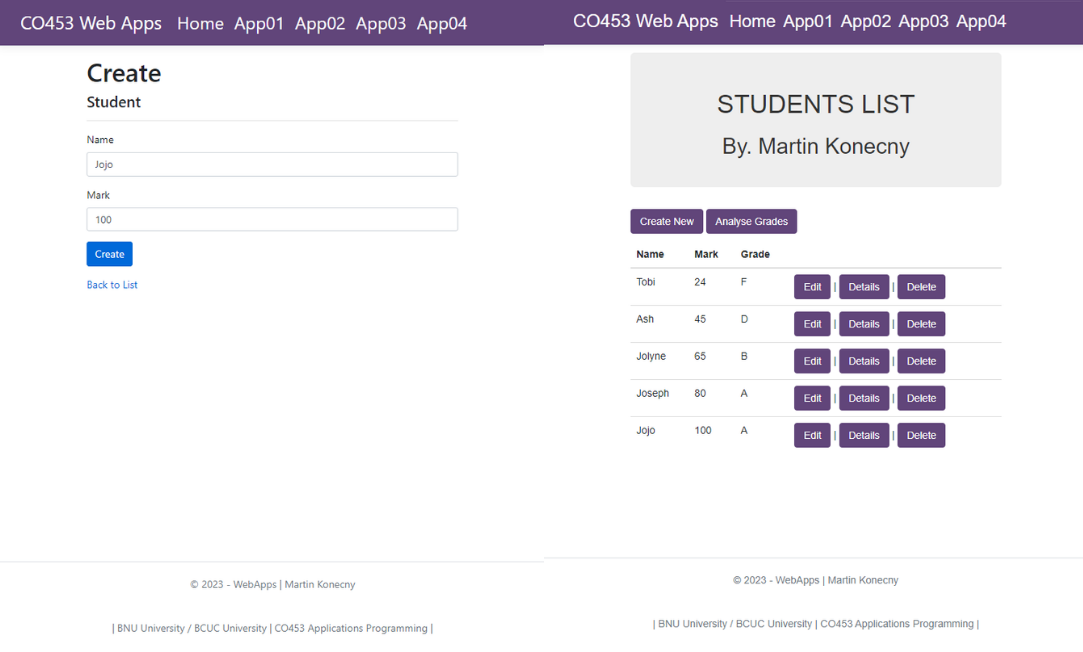 CO453 Web Apps Home App01 App02 App03 App04
Create
Student
Name
Jojo
Mark
100
Create
Back to List
© 2023 - WebApps | Martin Konecny
| BNU University / BCUC University | CO453 Applications Programming |
CO453 Web Apps Home App01 App02 App03 App04
STUDENTS LIST
By. Martin Konecny
Create New Analyse Grades
Name Mark Grade
Tobi 24 F Edit | Details | Delete
Ash 45 D Edit | Details | Delete
Jolyne 65 B Edit | Details | Delete
Joseph 80 A Edit | Details | Delete
Jojo 100 A Edit | Details | Delete
© 2023 - WebApps | Martin Konecny
| BNU University / BCUC University | CO453 Applications Programming |